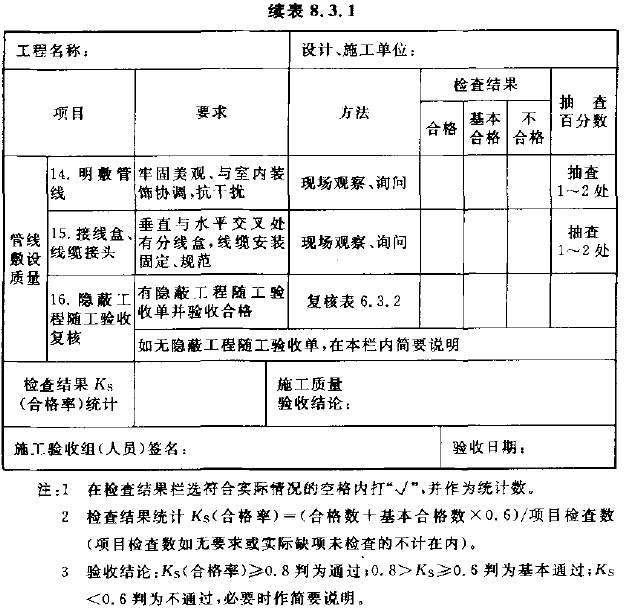 续表 8.3.1
工程名称： 设计、施工单位：
项目 要求 方法 检查结果 抽 查 百分数
合格 基本合格 不合格
管线敷设质量
14. 明敷管线 牢固美观、与室内装饰协调,抗干扰 现场观察、询问 抽查 1～2 处
15. 接线盒、线缆接头 垂直与水平交叉处有分线盒,线缆安装固定、规范 现场观察、询问 抽查 1～2 处
16. 隐蔽工程随工验收复核 有隐蔽工程随工验收单并验收合格 复核表 6.3.2
如无隐蔽工程随工验收单,在本栏内简要说明
检查结果 Ks（合格率）统计 施工质量验收结论：
施工验收组(人员)签名： 验收日期：
注:1 在检查结果栏选符合实际情况的空格内打“√”,并作为统计数。
2 检查结果统计 Ks(合格率)=(合格数+基本合格数×0.6)/项目检查数
(项目检查数如无要求或实际缺项未检查的不计在内)。
3 验收结论:Ks(合格率)≥0.8 判为通过;0.8>Ks≥0.6 判为基本通过;Ks
<0.6 判为不通过,必要时作简要说明。